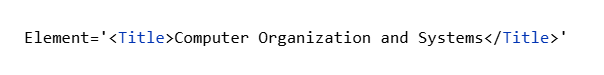 Element='<Title>Computer Organization and Systems</Title>'